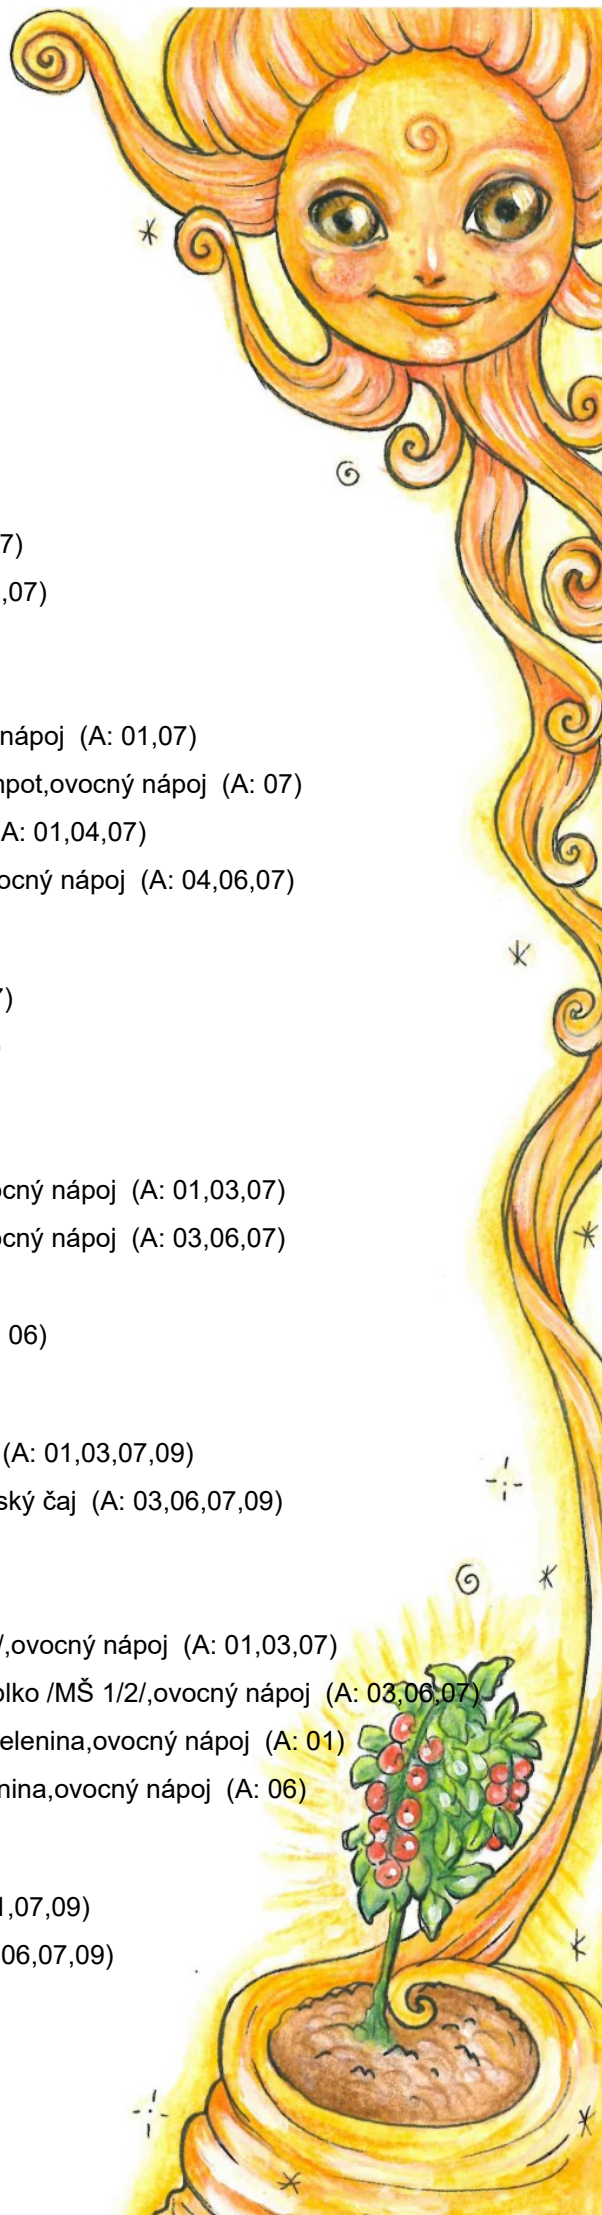 7)
,07)
nápoj (A: 01,07)
npot,ovocný nápoj (A: 07)
A: 01,04,07)
ocný nápoj (A: 04,06,07)
7)
ocný nápoj (A: 01,03,07)
ocný nápoj (A: 03,06,07)
06)
(A: 01,03,07,09)
ský čaj (A: 03,06,07,09)
/,ovocný nápoj (A: 01,03,07)
olko /MŠ 1/2/,ovocný nápoj (A: 03,06,07)
elenina,ovocný nápoj (A: 01)
nina,ovocný nápoj (A: 06)
1,07,09)
06,07,09)